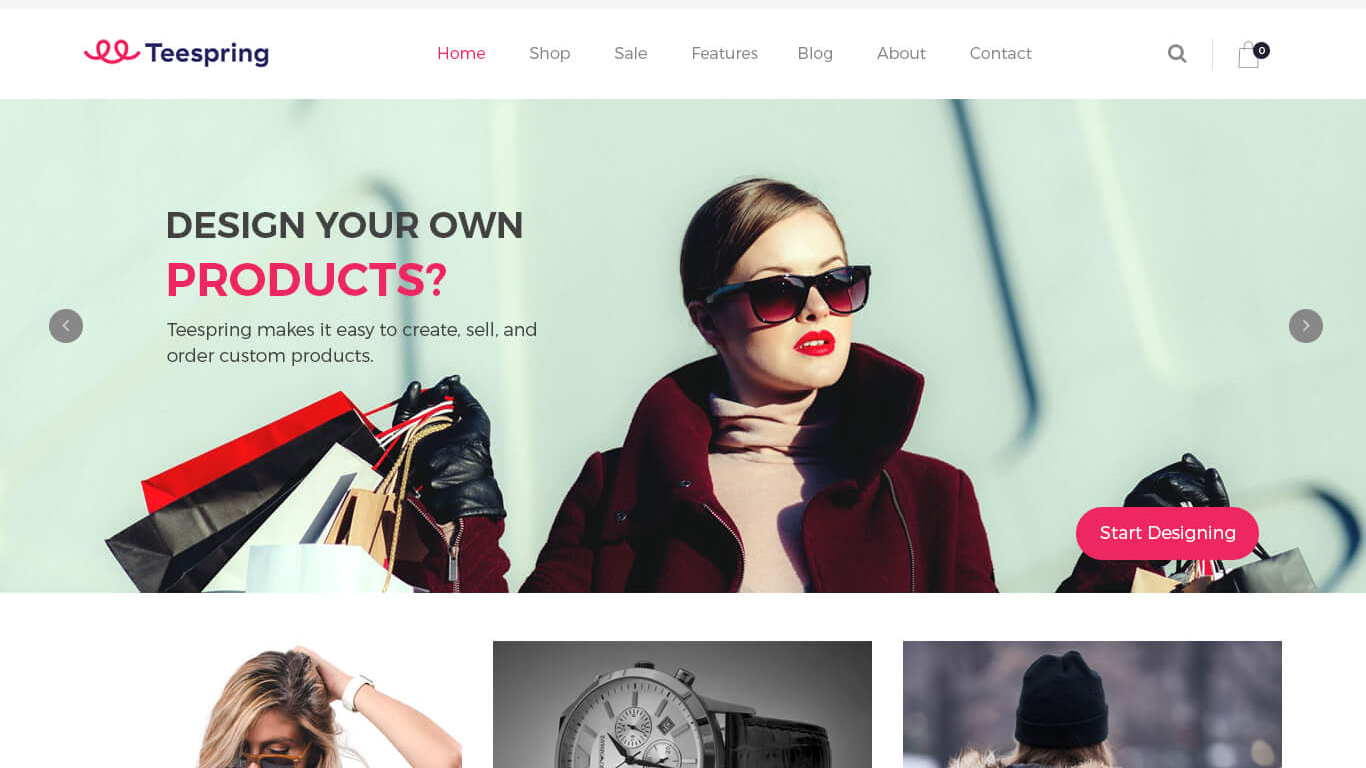 Teespring
Home Shop Sale Features Blog About Contact
0
DESIGN YOUR OWN
PRODUCTS?
Teespring makes it easy to create, sell, and
order custom products.
Start Designing